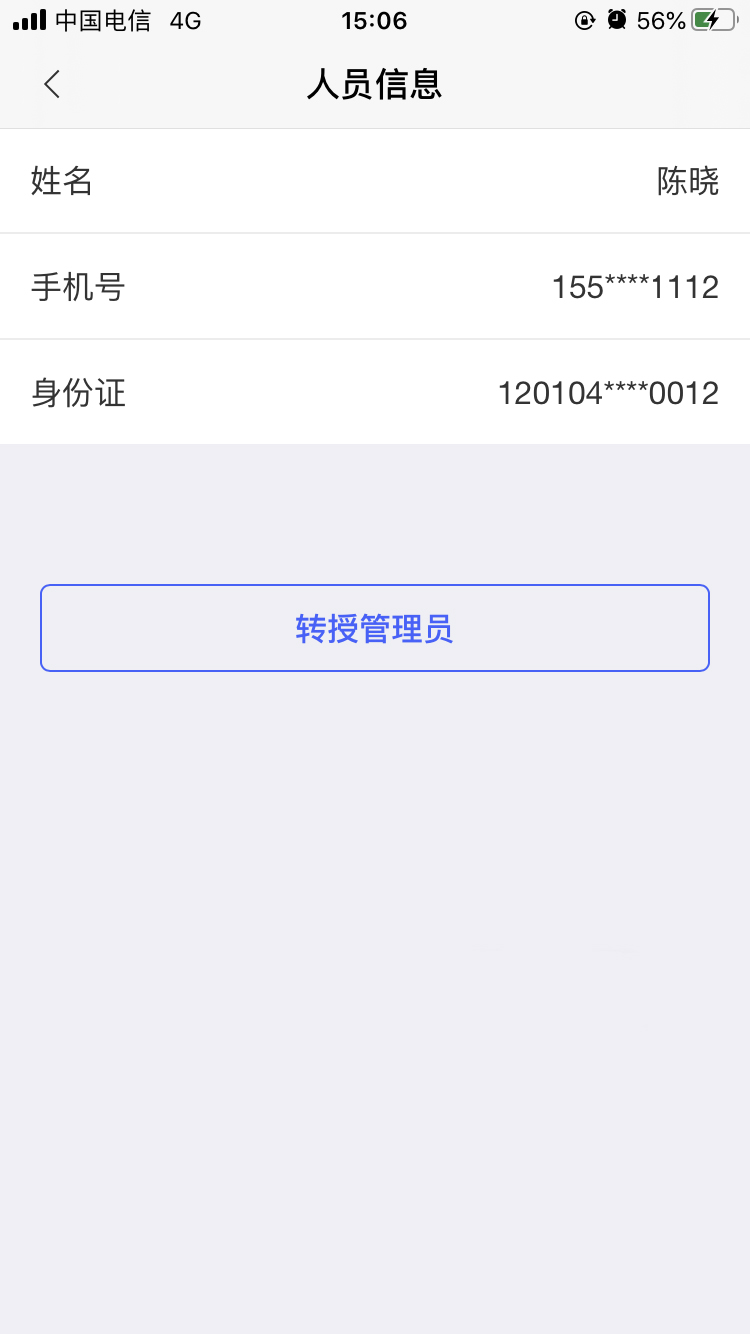 中国电信 4G 15:06 56%
人员信息
姓名 陈晓
手机号 155****1112
身份证 120104****0012
转授管理员